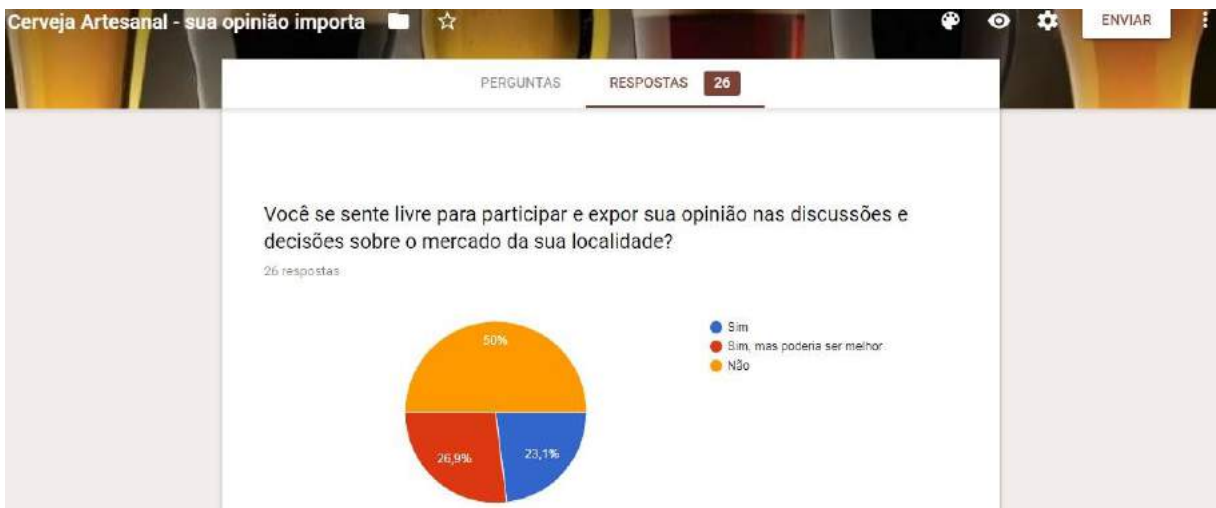 Cerveja Artesanal - sua opinião importa
ENVIAR
PERGUNTAS
RESPOSTAS
26
Você se sente livre para participar e expor sua opinião nas discussões e
decisões sobre o mercado da sua localidade?
26 respostas
Sim
Sim, mas poderia ser melhor
Não
50%
26,9%
23,1%